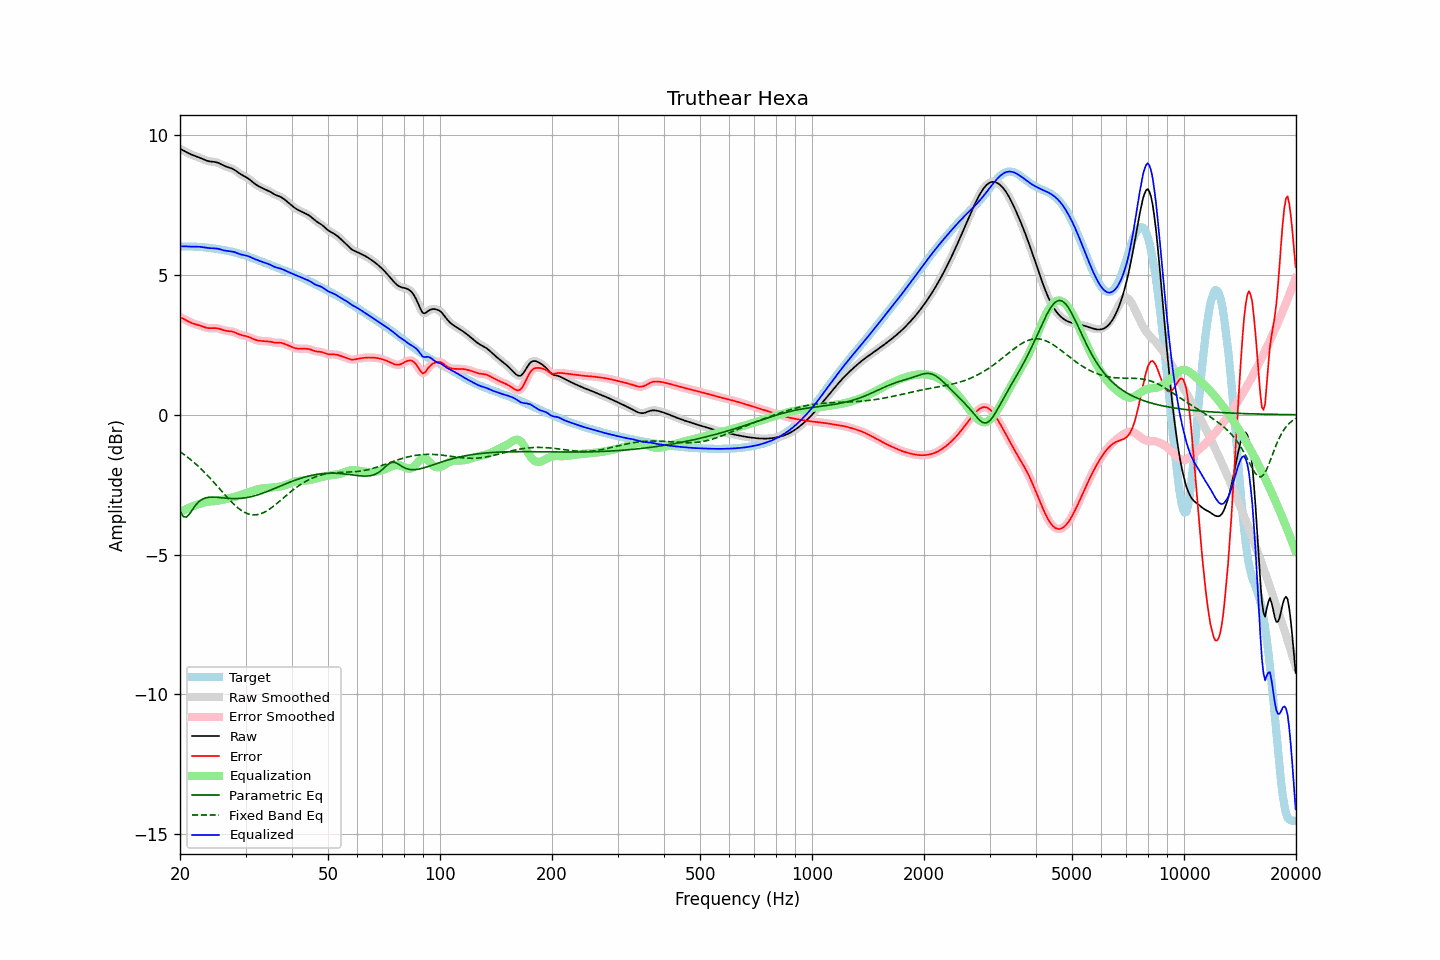 Truthear Hexa
10
5
0
−5
−10
−15
Amplitude (dBr)
Target
Raw Smoothed
Error Smoothed
Raw
Error
Equalization
Parametric Eq
Fixed Band Eq
Equalized
20 50 100 200 500 1000 2000 5000 10000 20000
Frequency (Hz)